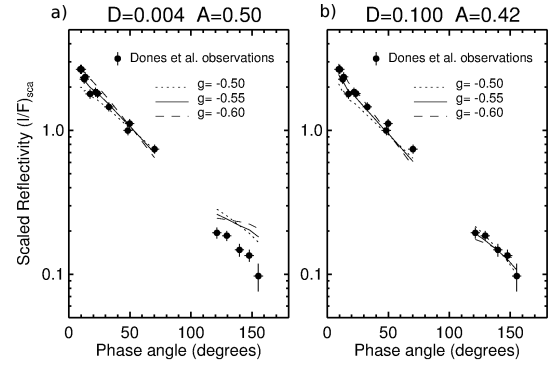 a) D=0.004 A=0.50
b) D=0.100 A=0.42
Scaled Reflectivity (I/F)sca
1.0
0.1
Dones et al. observations
g= -0.50
g= -0.55
g= -0.60
0 50 100 150
Phase angle (degrees)
1.0
0.1
Dones et al. observations
g= -0.50
g= -0.55
g= -0.60
0 50 100 150
Phase angle (degrees)